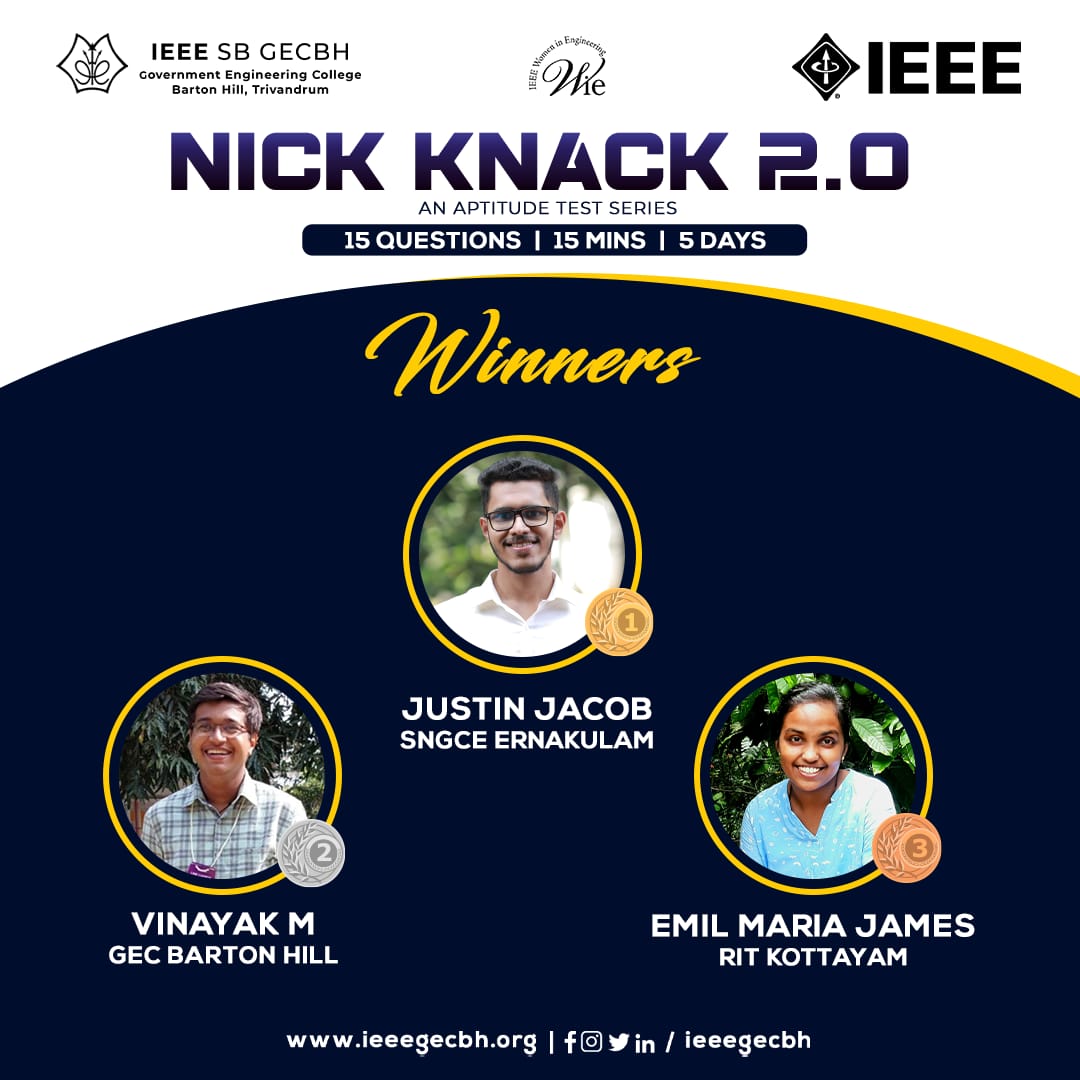 IEEE SB GECBH
Government Engineering College
Barton Hill, Trivandrum
IEEE Women in Engineering
Wie
IEEE
NICK KNACK 2.0
AN APTITUDE TEST SERIES
15 QUESTIONS | 15 MINS | 5 DAYS
Winners
1
JUSTIN JACOB
SNGCE ERNAKULAM
2
VINAYAK M
GEC BARTON HILL
3
EMIL MARIA JAMES
RIT KOTTAYAM
www.ieeegecbh.org | / ieeegecbh